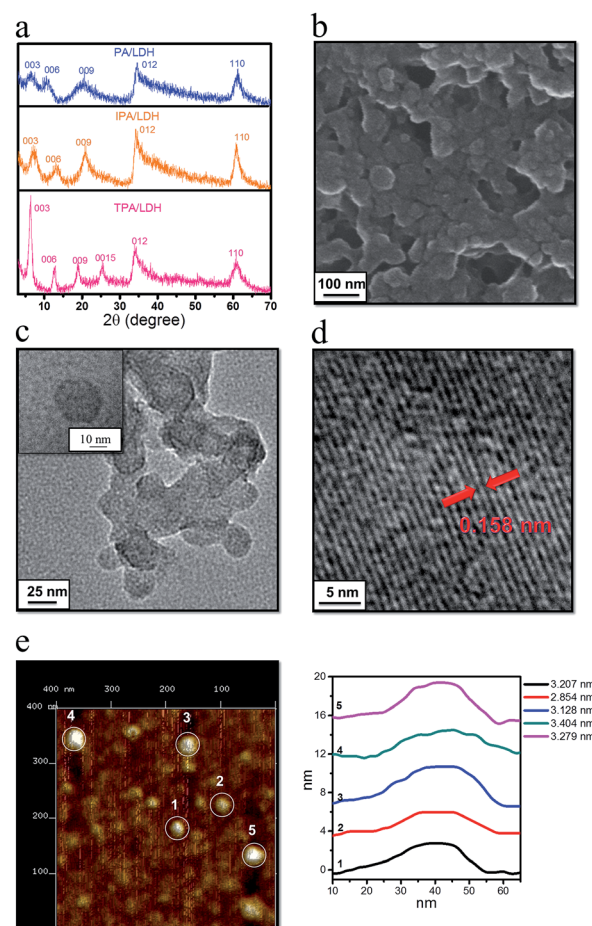 a
PA/LDH
003
006
009
012
110
IPA/LDH
003
006
009
012
110
TPA/LDH
003
006
009
0015
012
110
10 20 30 40 50 60 70
2θ (degree)
b
100 nm
c
10 nm
25 nm
d
0.158 nm
5 nm
e
400 nm 300 200 100
400 nm
300
200
100
4
3
2
1
5
20
16
12
8
4
0
nm
5
4
3
2
1
10 20 30 40 50 60
nm
3.207 nm
2.854 nm
3.128 nm
3.404 nm
3.279 nm